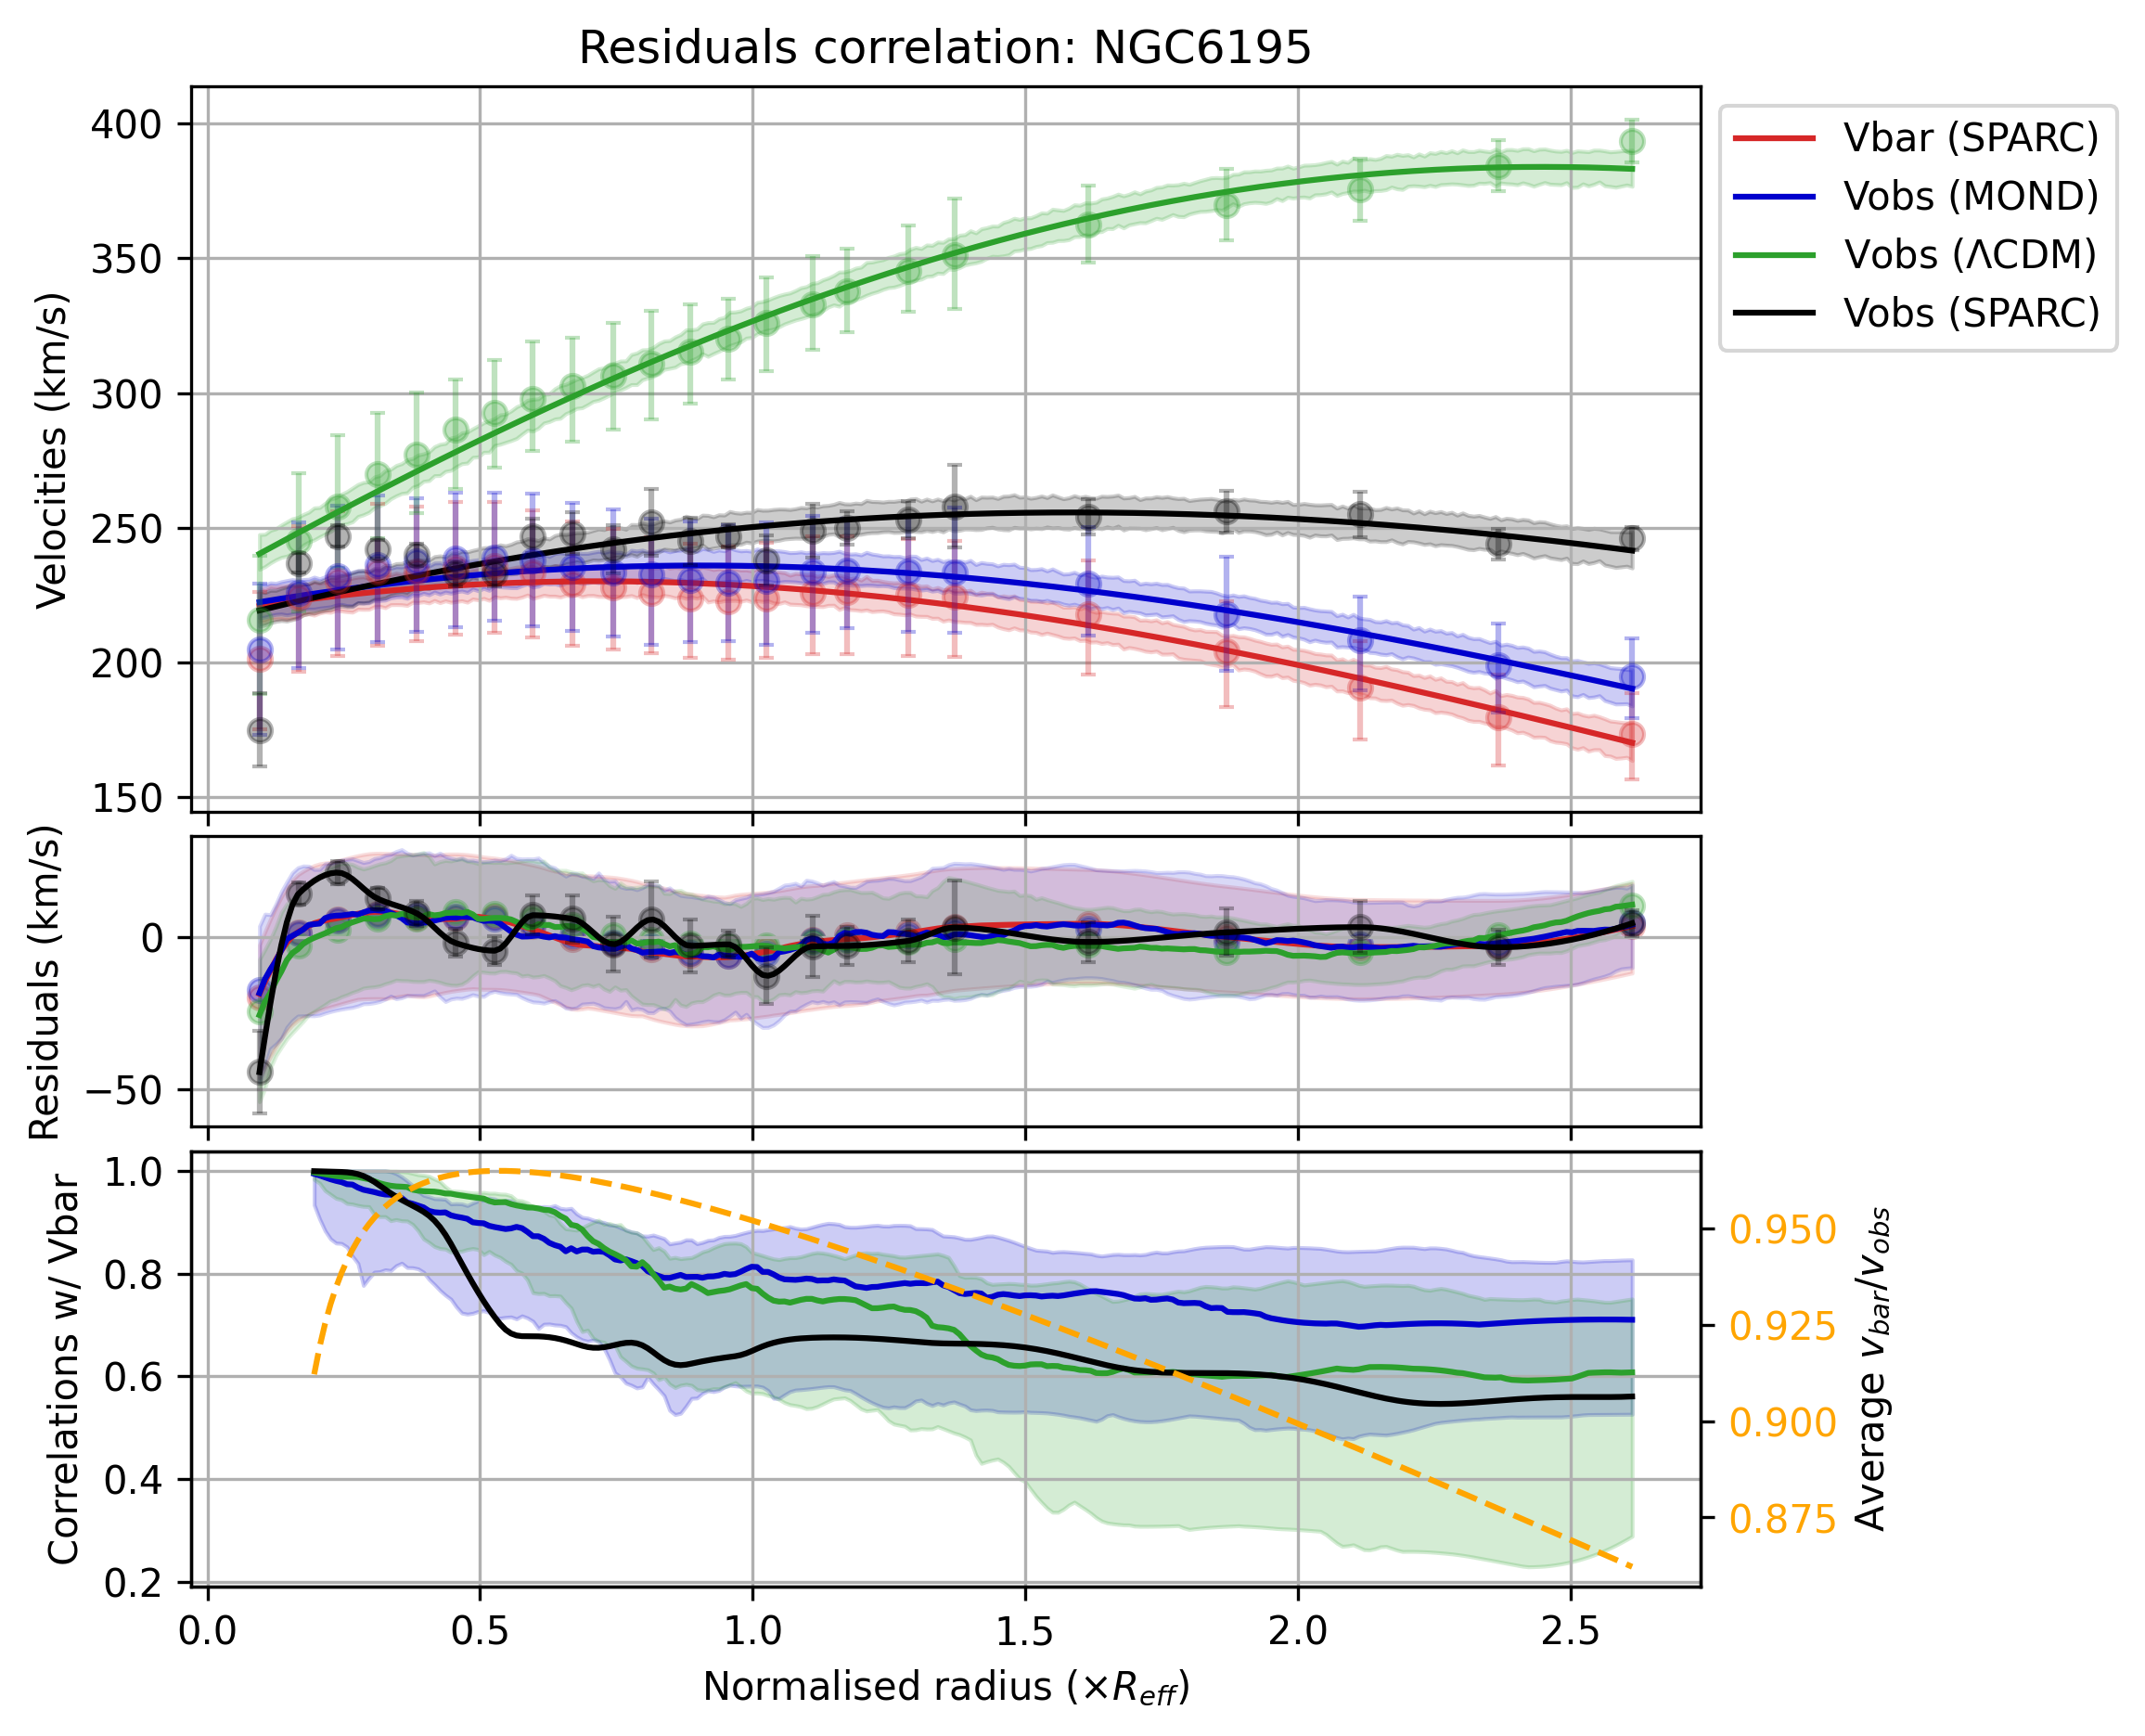 Residuals correlation: NGC6195
Velocities (km/s)
400
350
300
250
200
150
Vbar (SPARC)
Vobs (MOND)
Vobs (ΛCDM)
Vobs (SPARC)
Residuals (km/s)
0
−50
Correlations w/ Vbar
1.0
0.8
0.6
0.4
0.2
0.950
0.925
0.900
0.875
Average v_bar/v_obs
0.0 0.5 1.0 1.5 2.0 2.5
Normalised radius (×R_eff)